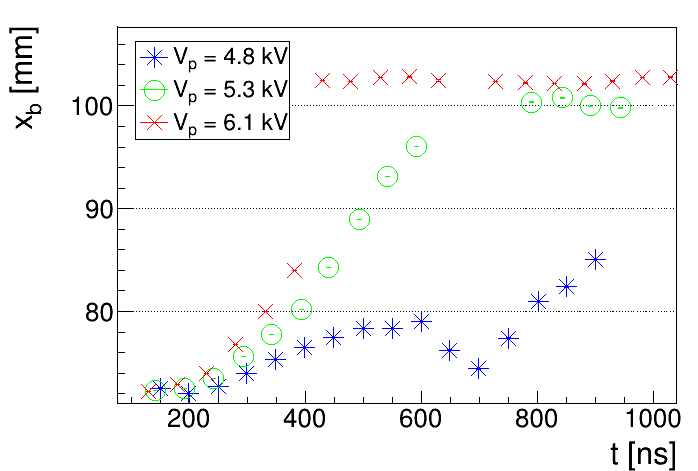 x_b [mm]
V_p = 4.8 kV
V_p = 5.3 kV
V_p = 6.1 kV
100
90
80
200 400 600 800 1000
t [ns]